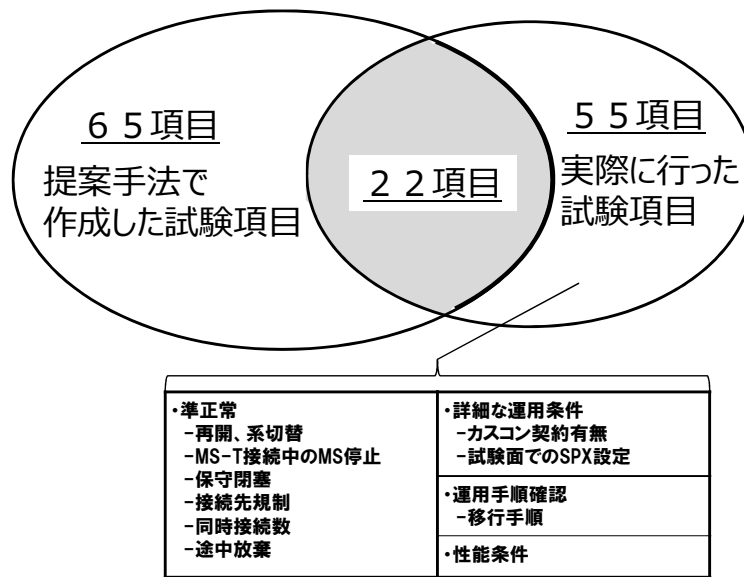 ６５項目
提案手法で
作成した試験項目
２２項目
５５項目
実際に行った
試験項目
・準正常
－再開、系切替
－MS-T接続中のMS停止
－保守閉塞
－接続先規制
－同時接続数
－途中放棄
・詳細な運用条件
－カスコン契約有無
－試験面でのSPX設定
・運用手順確認
－移行手順
・性能条件